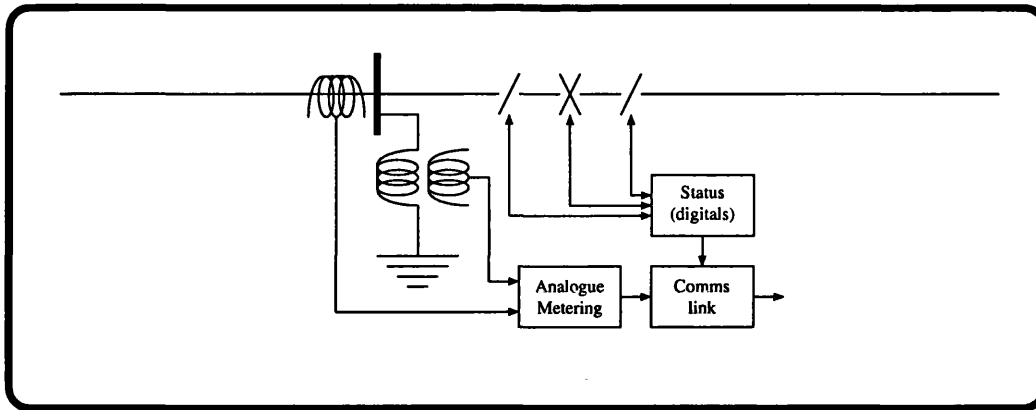 Status
(digitals)
Analogue
Metering
Comms
link